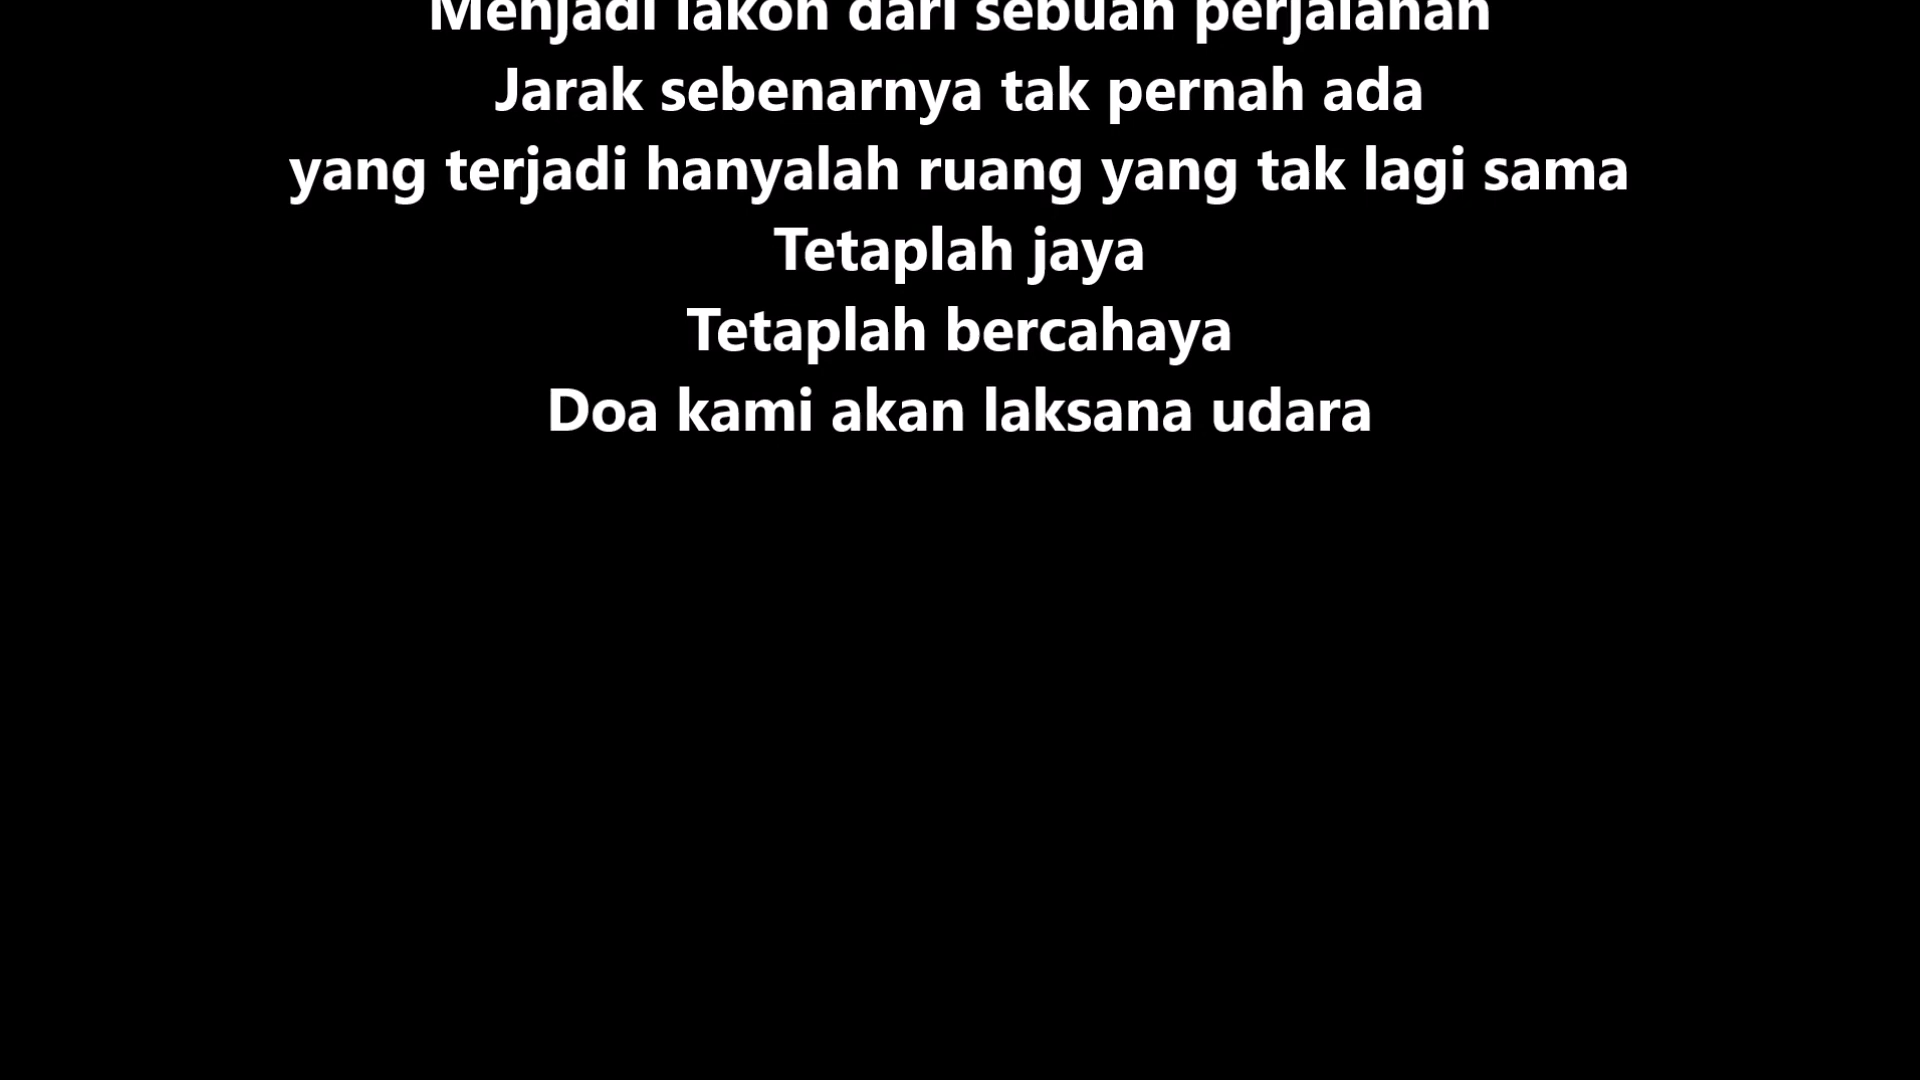 Menjadi lakon dari sebuah perjalanan
Jarak sebenarnya tak pernah ada
yang terjadi hanyalah ruang yang tak lagi sama
Tetaplah jaya
Tetaplah bercahaya
Doa kami akan laksana udara